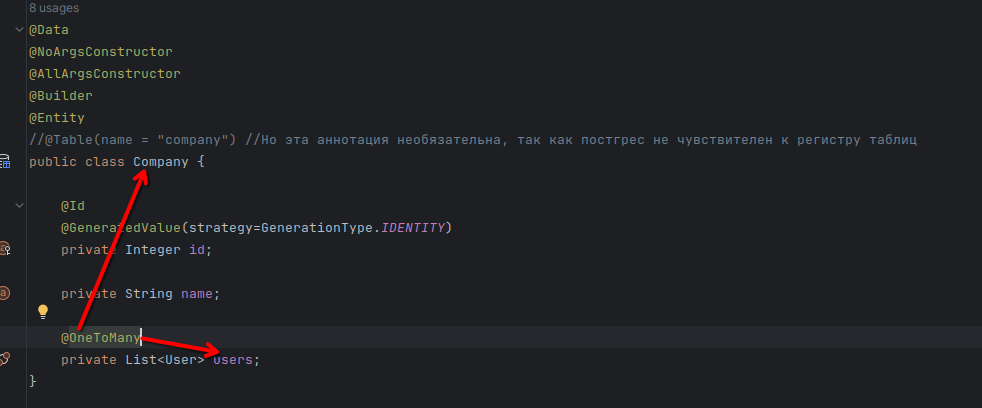 8 usages
@Data
@NoArgsConstructor
@AllArgsConstructor
@Builder
@Entity
//@Table(name = "company") //Но эта аннотация необязательна, так как постгрес не чувствителен к регистру таблиц
public class Company {
@Id
@GeneratedValue(strategy=GenerationType.IDENTITY)
private Integer id;
private String name;
@OneToMany
private List<User> users;
}